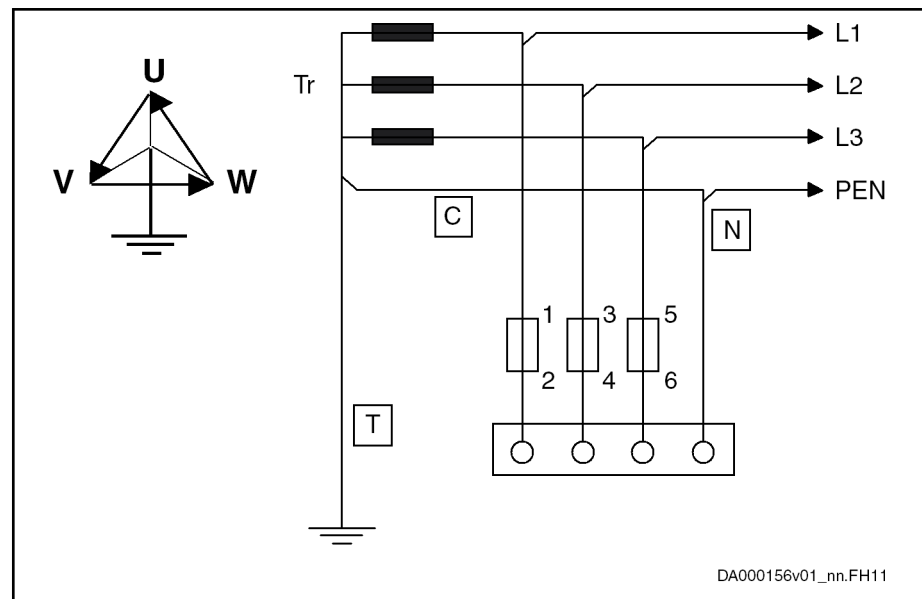 L1
U
Tr
L2
L3
V
W
PEN
C
N
1 3 5
2 4 6
T
DA000156v01_nn.FH11